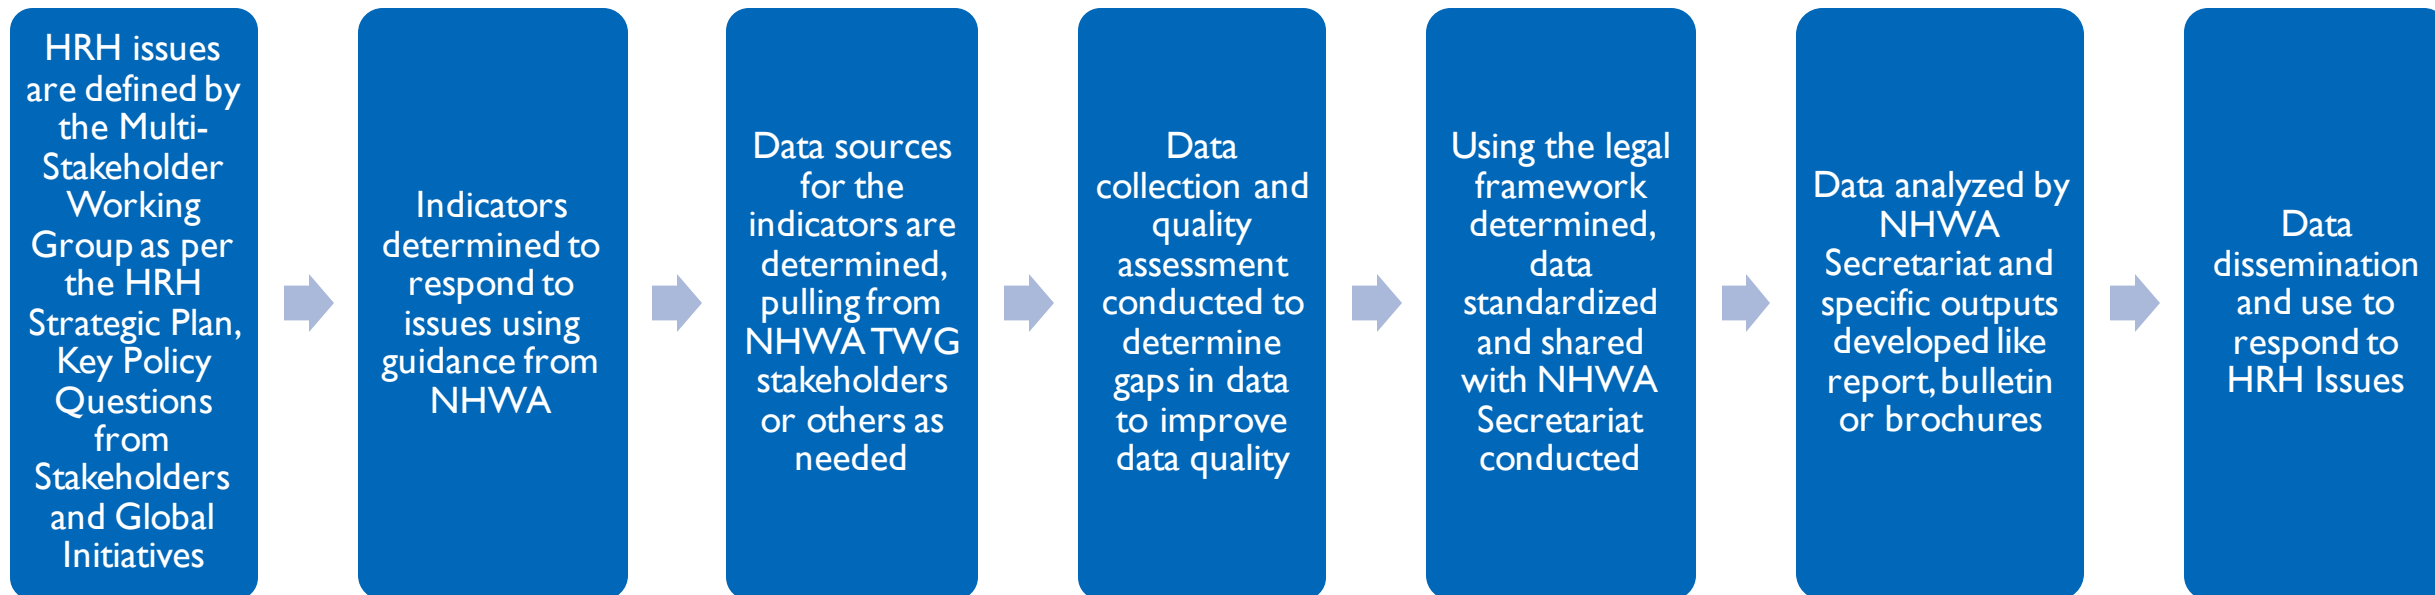 HRH issues
are defined by
the Multi-
Stakeholder
Working
Group as per
the HRH
Strategic Plan,
Key Policy
Questions
from
Stakeholders
and Global
Initiatives
Indicators
determined to
respond to
issues using
guidance from
NHWA
Data sources
for the
indicators are
determined,
pulling from
NHWA TWG
stakeholders
or others as
needed
Data
collection and
quality
assessment
conducted to
determine
gaps in data
to improve
data quality
Using the legal
framework
determined,
data
standardized
and shared
with NHWA
Secretariat
conducted
Data analyzed by
NHWA
Secretariat and
specific outputs
developed like
report, bulletin
or brochures
Data
dissemination
and use to
respond to
HRH Issues